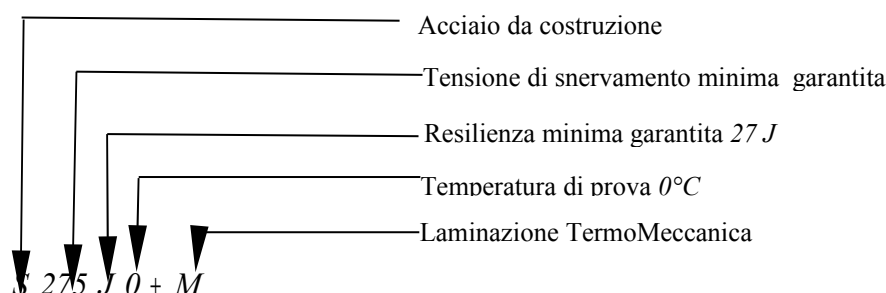 Acciaio da costruzione
Tensione di snervamento minima garantita
Resilienza minima garantita 27 J
Temperatura di prova 0°C
Laminazione TermoMeccanica
S 275 J 0 + M